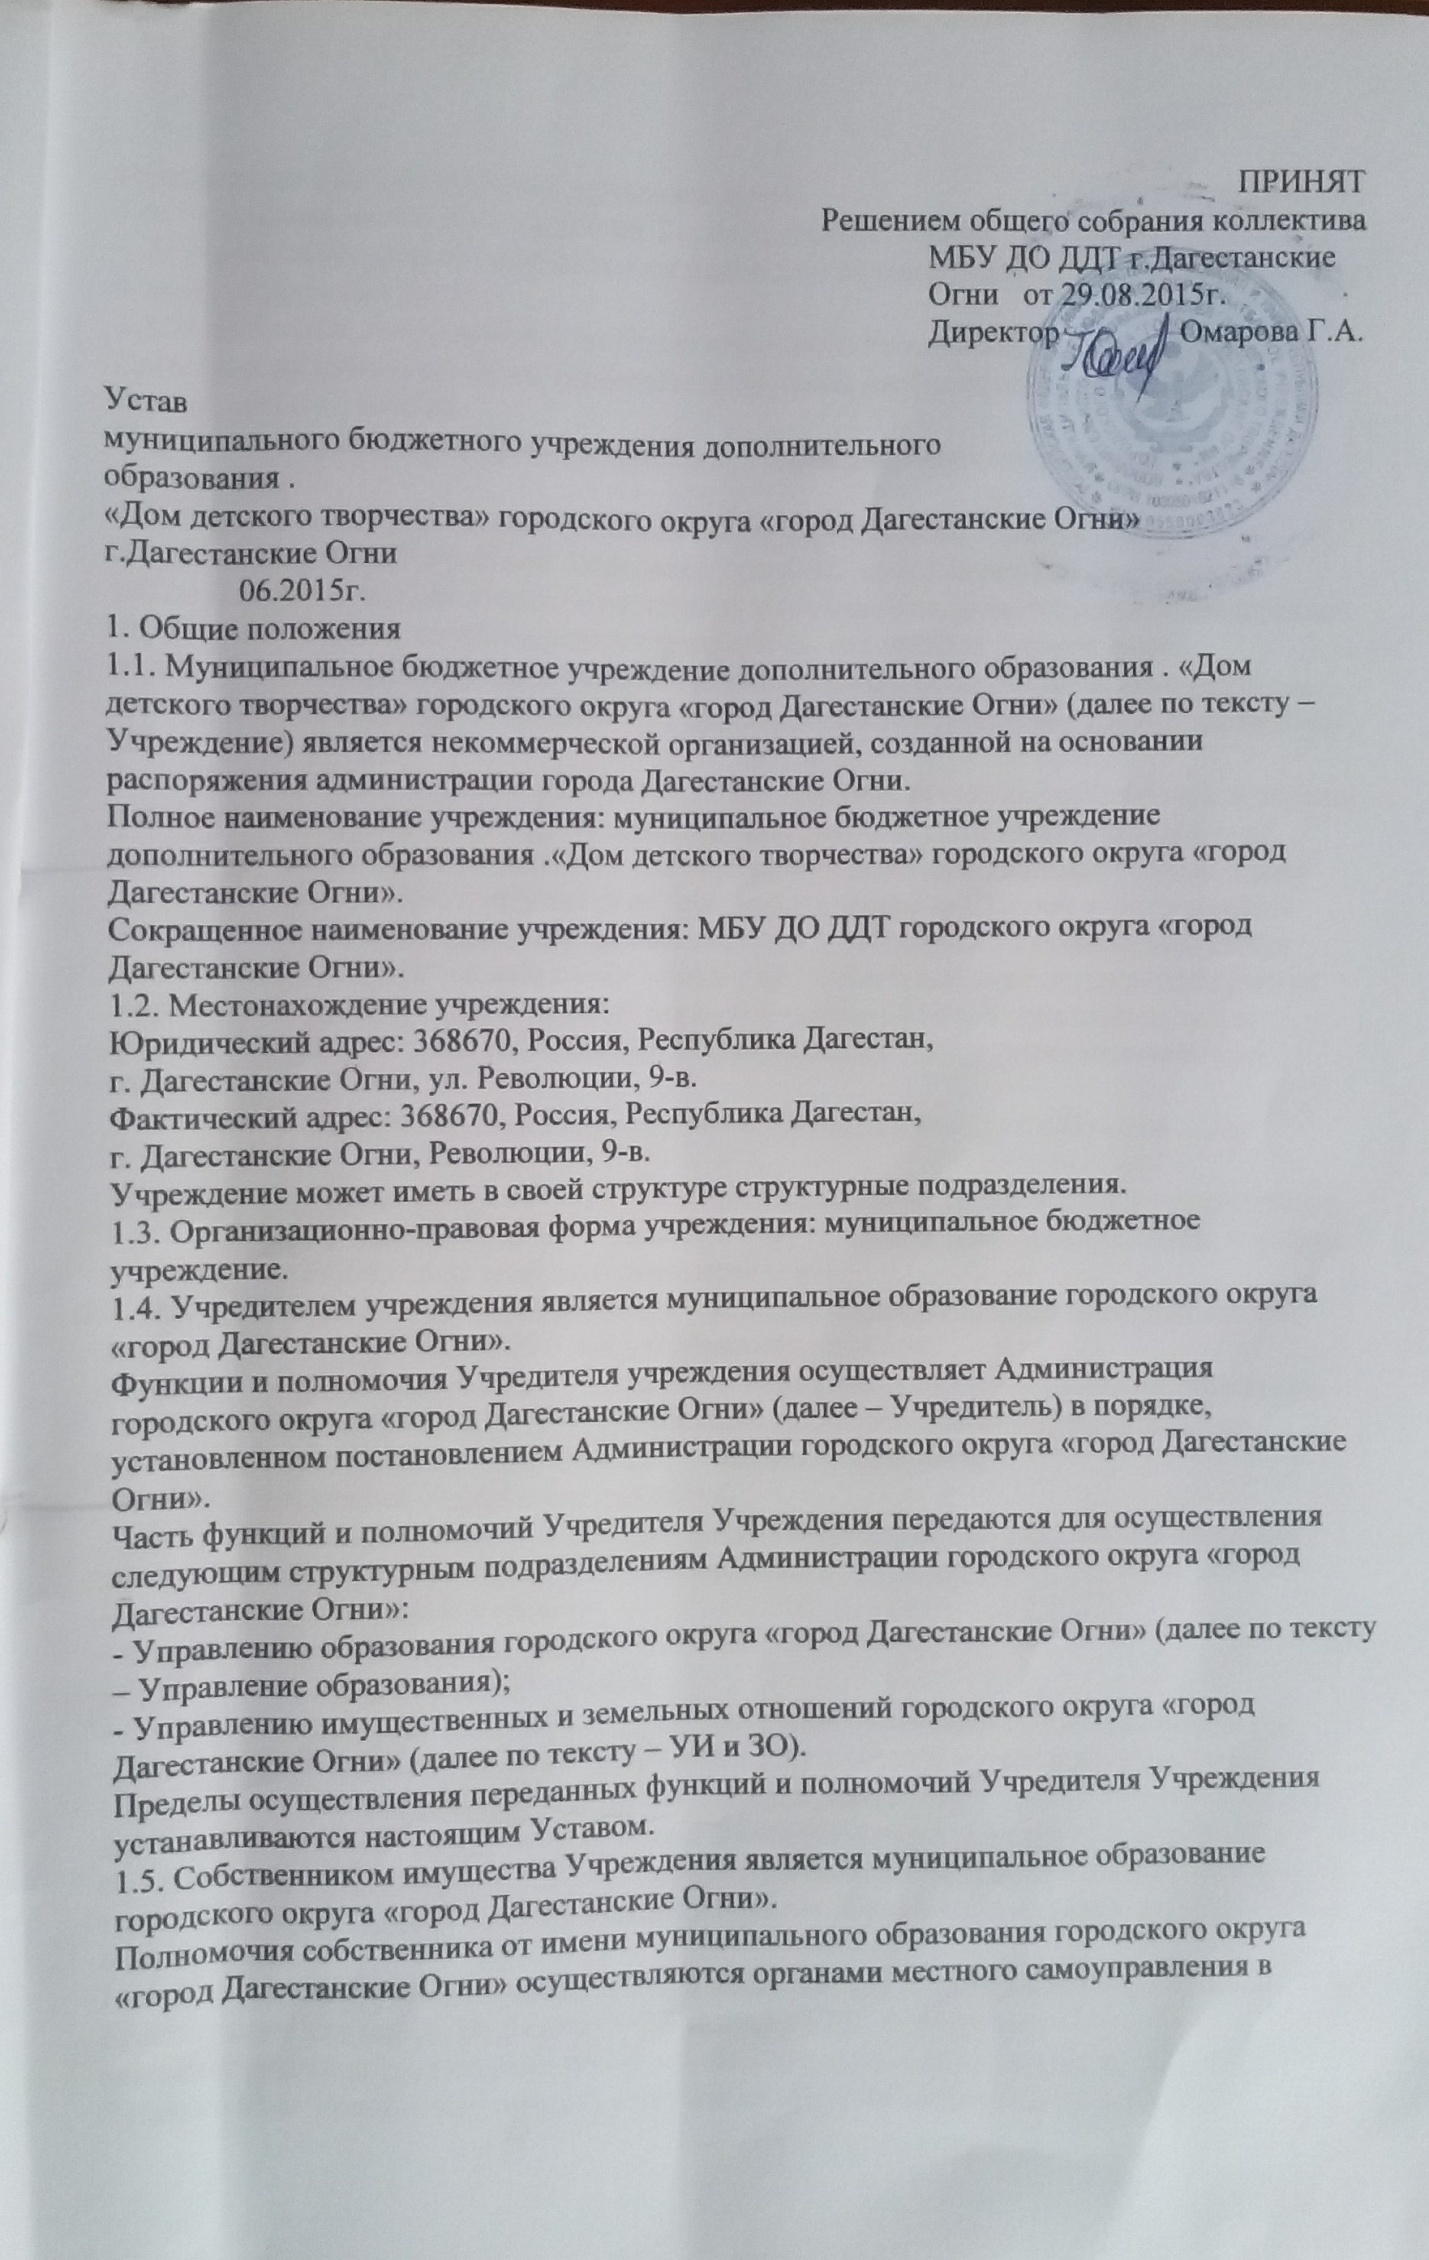 ПРИНЯТ
Решением общего собрания коллектива
МБУ ДО ДДТ г.Дагестанские
Огни от 29.08.2015г.
Директор Омарова Г.А.
Устав
муниципального бюджетного учреждения дополнительного
образования .
«Дом детского творчества» городского округа «город Дагестанские Огни»
г.Дагестанские Огни
06.2015г.
1. Общие положения
1.1. Муниципальное бюджетное учреждение дополнительного образования . «Дом
детского творчества» городского округа «город Дагестанские Огни» (далее по тексту –
Учреждение) является некоммерческой организацией, созданной на основании
распоряжения администрации города Дагестанские Огни.
Полное наименование учреждения: муниципальное бюджетное учреждение
дополнительного образования .«Дом детского творчества» городского округа «город
Дагестанские Огни».
Сокращенное наименование учреждения: МБУ ДО ДДТ городского округа «город
Дагестанские Огни».
1.2. Местонахождение учреждения:
Юридический адрес: 368670, Россия, Республика Дагестан,
г. Дагестанские Огни, ул. Революции, 9-в.
Фактический адрес: 368670, Россия, Республика Дагестан,
г. Дагестанские Огни, Революции, 9-в.
Учреждение может иметь в своей структуре структурные подразделения.
1.3. Организационно-правовая форма учреждения: муниципальное бюджетное
учреждение.
1.4. Учредителем учреждения является муниципальное образование городского округа
«город Дагестанские Огни».
Функции и полномочия Учредителя учреждения осуществляет Администрация
городского округа «город Дагестанские Огни» (далее – Учредитель) в порядке,
установленном постановлением Администрации городского округа «город Дагестанские
Огни».
Часть функций и полномочий Учредителя Учреждения передаются для осуществления
следующим структурным подразделениям Администрации городского округа «город
Дагестанские Огни»:
- Управлению образования городского округа «город Дагестанские Огни» (далее по тексту
– Управление образования);
- Управлению имущественных и земельных отношений городского округа «город
Дагестанские Огни» (далее по тексту – УИ и ЗО).
Пределы осуществления переданных функций и полномочий Учредителя Учреждения
устанавливаются настоящим Уставом.
1.5. Собственником имущества Учреждения является муниципальное образование
городского округа «город Дагестанские Огни».
Полномочия собственника от имени муниципального образования городского округа
«город Дагестанские Огни» осуществляются органами местного самоуправления в